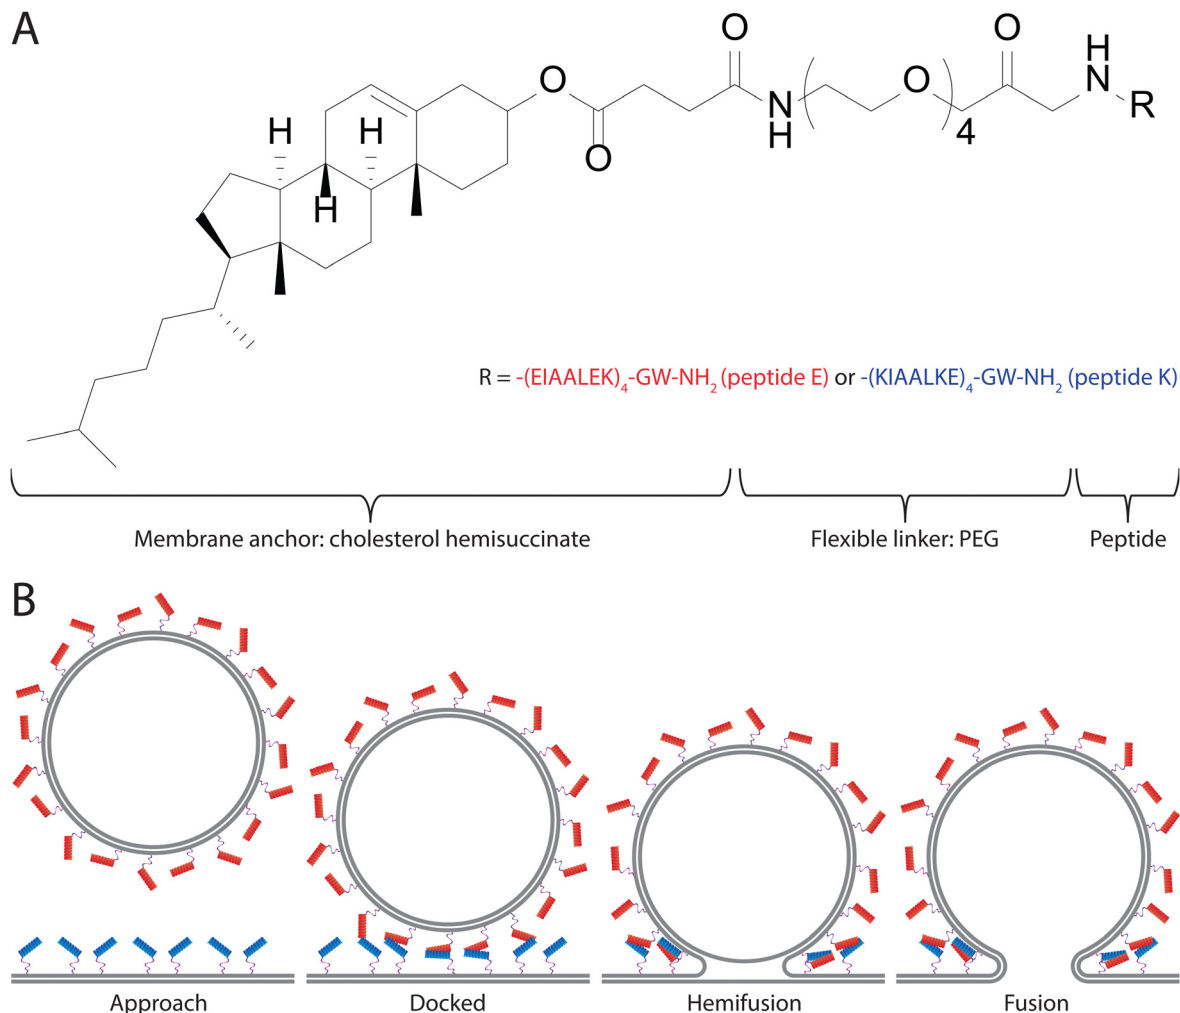 A
O
O
H
N
R
O
O
N
H
O
4
O
H
H
H
R = -(EIAALEK)4-GW-NH2 (peptide E) or -(KIAALKE)4-GW-NH2 (peptide K)
Membrane anchor: cholesterol hemisuccinate
Flexible linker: PEG
Peptide
B
Approach
Docked
Hemifusion
Fusion